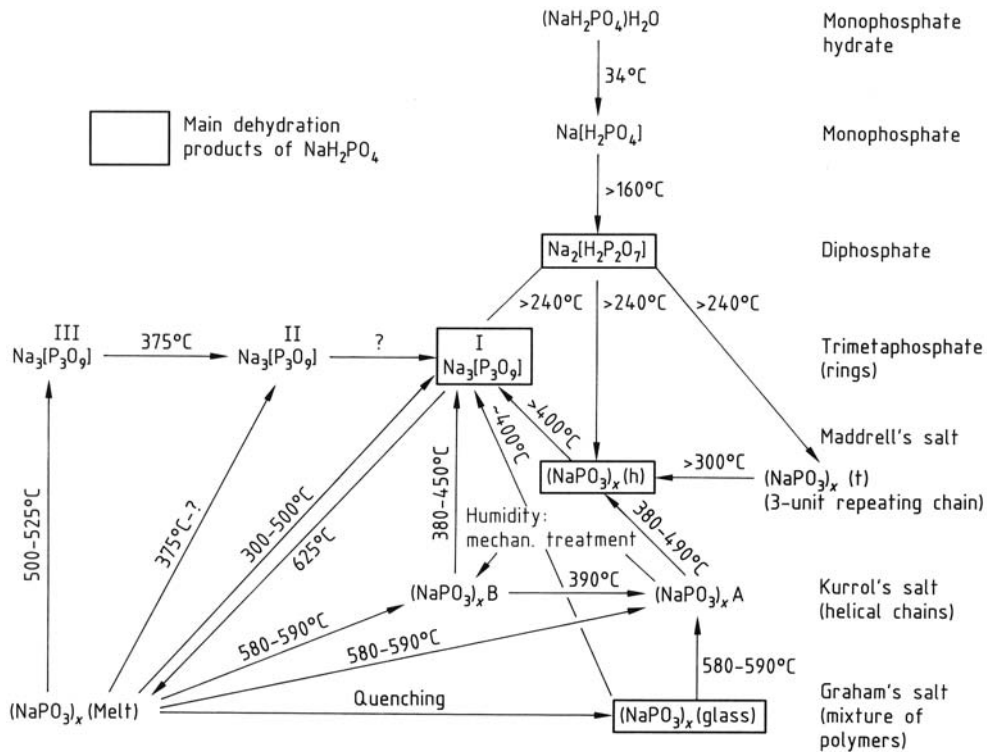 (NaH₂PO₄)H₂O
Monophosphate
hydrate
34°C
Main dehydration
products of NaH₂PO₄
Na[H₂PO₄]
Monophosphate
>160°C
Na₂[H₂P₂O₇]
Diphosphate
>240°C
>240°C
>240°C
III
Na₃[P₃O₉]
375°C
II
Na₃[P₃O₉]
?
I
Na₃[P₃O₉]
Trimetaphosphate
(rings)
~400°C
>400°C
Maddrell's salt
(NaPO₃)ₓ(h)
>300°C
(NaPO₃)ₓ (t)
(3-unit repeating chain)
500–525°C
375°C–?
300–500°C
625°C
380–450°C
Humidity:
mechan. treatment
380–490°C
(NaPO₃)ₓB
390°C
(NaPO₃)ₓA
Kurrol's salt
(helical chains)
580–590°C
580–590°C
580–590°C
(NaPO₃)ₓ(Melt)
Quenching
(NaPO₃)ₓ(glass)
Graham's salt
(mixture of
polymers)